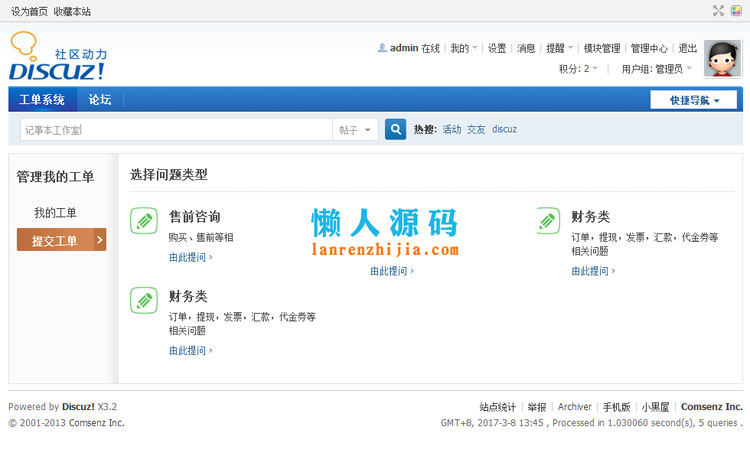 设为首页 收藏本站
社区动力
DISCUZ!
admin 在线 | 我的 | 设置 | 消息 | 提醒 | 模块管理 | 管理中心 | 退出
积分: 2 | 用户组: 管理员
工单系统 论坛 快捷导航
记事本工作室 帖子 热搜: 活动 交友 discuz
管理我的工单
我的工单
提交工单
选择问题类型
售前咨询
购买、售前等相
由此提问 ›
懒人源码
lanrenzhijia.com
由此提问 ›
财务类
订单，提现，发票，汇款，代金券等
相关问题
由此提问 ›
财务类
订单，提现，发票，汇款，代金券等
相关问题
由此提问 ›
Powered by Discuz! X3.2
© 2001-2013 Comsenz Inc.
站点统计 | 举报 | Archiver | 手机版 | 小黑屋 | Comsenz Inc.
GMT+8, 2017-3-8 13:45 , Processed in 1.030060 second(s), 5 queries .